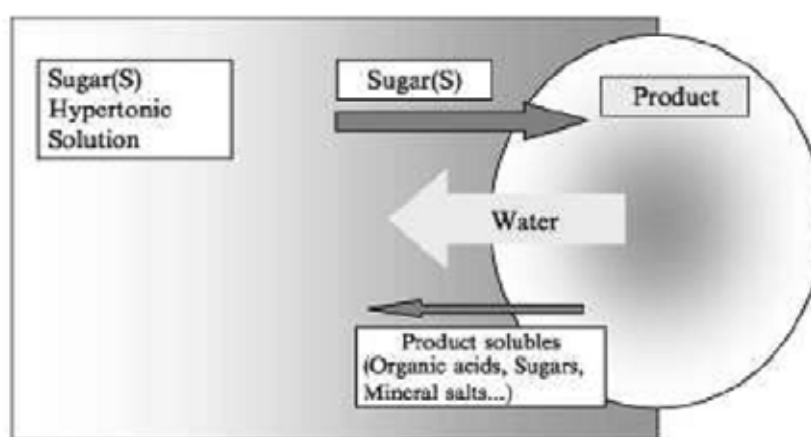 Sugar(S)
Hypertonic
Solution
Sugar(S)
Product
Water
Product solubles
(Organic acids, Sugars,
Mineral salts...)